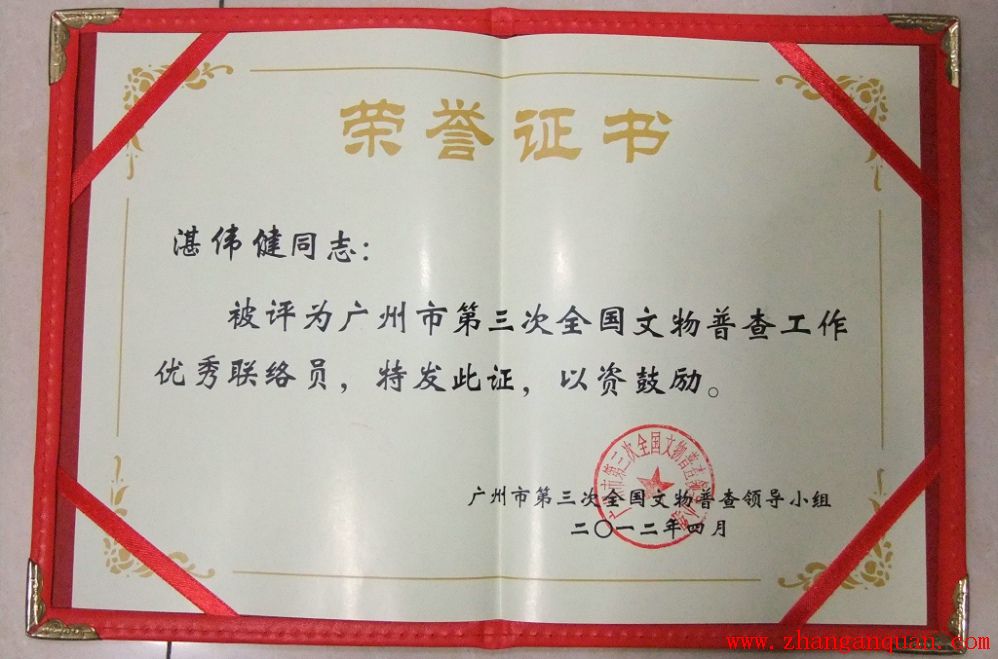 荣誉证书
湛伟健同志：
被评为广州市第三次全国文物普查工作
优秀联络员，特发此证，以资鼓励。
广州市第三次全国文物普查领导小组
二〇一二年四月
www.zhanganquan.com